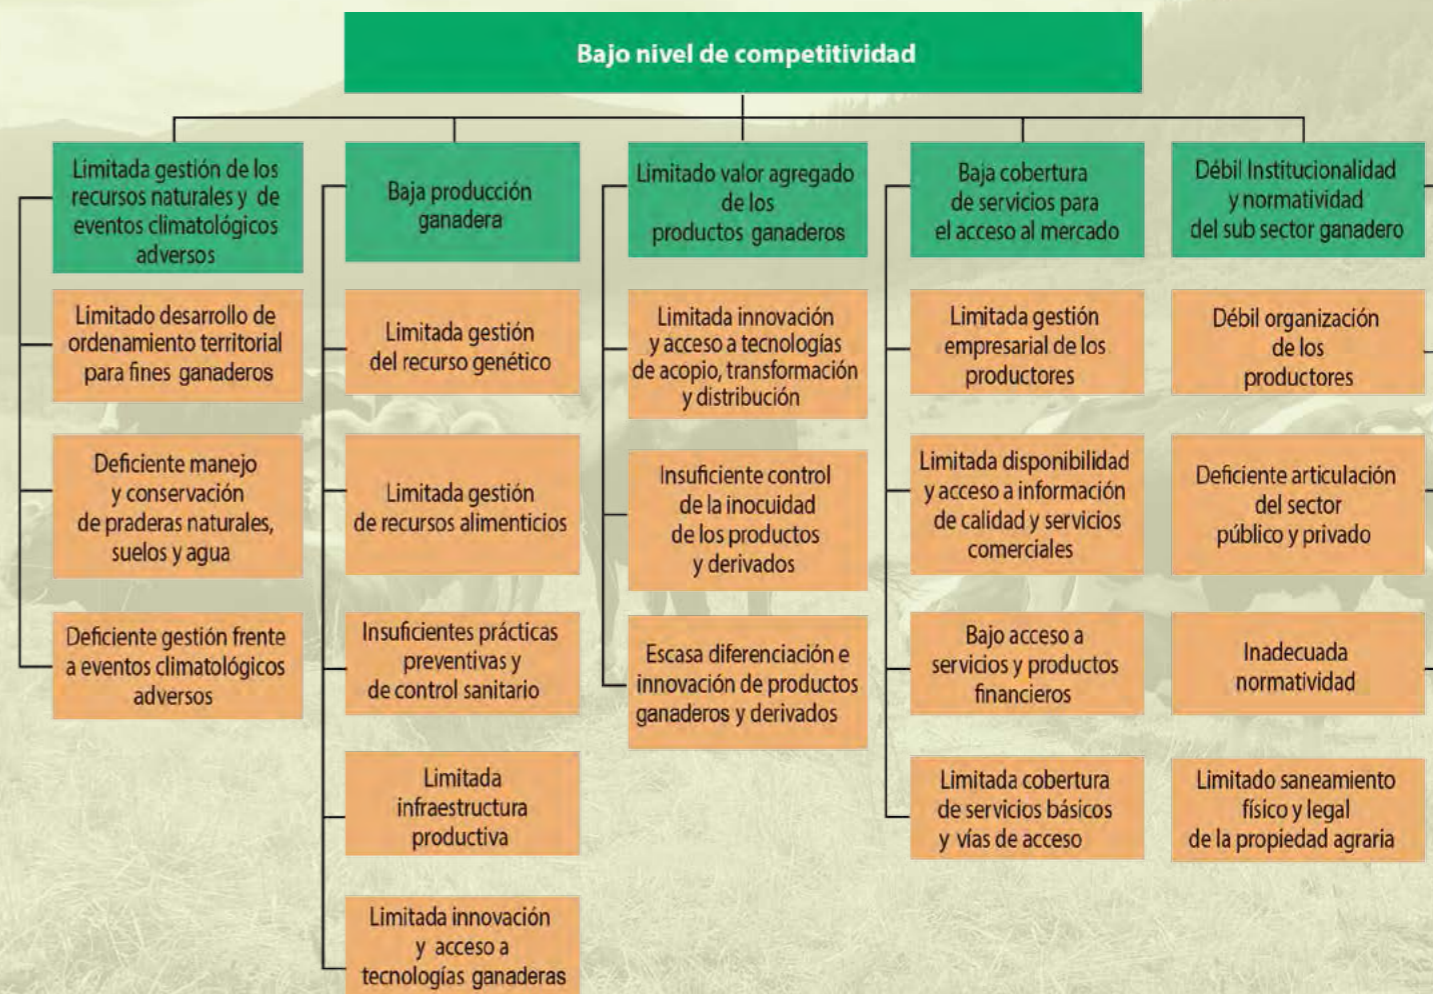 Bajo nivel de competitividad
Limitada gestión de los
recursos naturales y de
eventos climatológicos
adversos
Limitado desarrollo de
ordenamiento territorial
para fines ganaderos
Deficiente manejo
y conservación
de praderas naturales,
suelos y agua
Deficiente gestión frente
a eventos climatológicos
adversos
Baja producción
ganadera
Limitada gestión
del recurso genético
Limitada gestión
de recursos alimenticios
Insuficientes prácticas
preventivas y
de control sanitario
Limitada
infraestructura
productiva
Limitada innovación
y acceso a
tecnologías ganaderas
Limitado valor agregado
de los
productos ganaderos
Limitada innovación
y acceso a tecnologías
de acopio, transformación
y distribución
Insuficiente control
de la inocuidad
de los productos
y derivados
Escasa diferenciación e
innovación de productos
ganaderos y derivados
Baja cobertura
de servicios para
el acceso al mercado
Limitada gestión
empresarial de los
productores
Limitada disponibilidad
y acceso a información
de calidad y servicios
comerciales
Bajo acceso a
servicios y productos
financieros
Limitada cobertura
de servicios básicos
y vías de acceso
Débil Institucionalidad
y normatividad
del sub sector ganadero
Débil organización
de los
productores
Deficiente articulación
del sector
público y privado
Inadecuada
normatividad
Limitado saneamiento
físico y legal
de la propiedad agraria